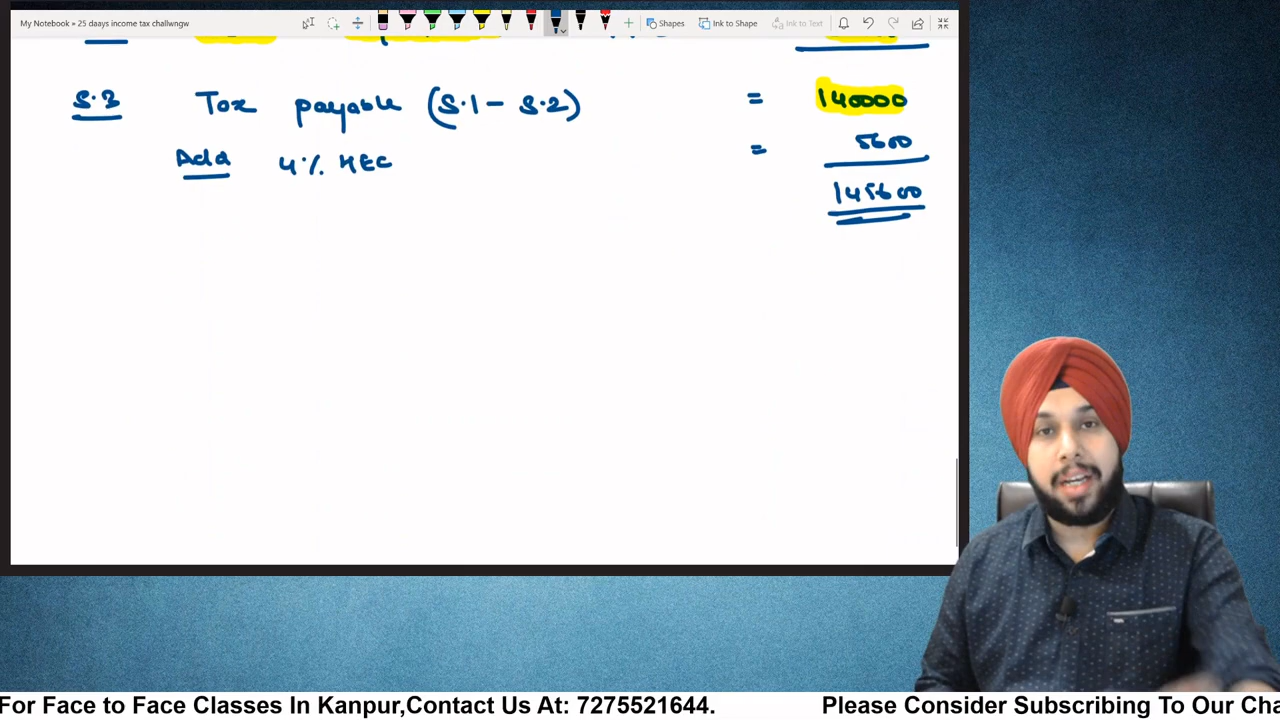 My Notebook » 25 daays income tax challwngw
Shapes
Ink to Shape
Ink to Text
S.3 Tax payable (S.1 - S.2) = 140000
Add 4% HEC = 5600
145600
For Face to Face Classes In Kanpur,Contact Us At: 7275521644.
Please Consider Subscribing To Our Cha